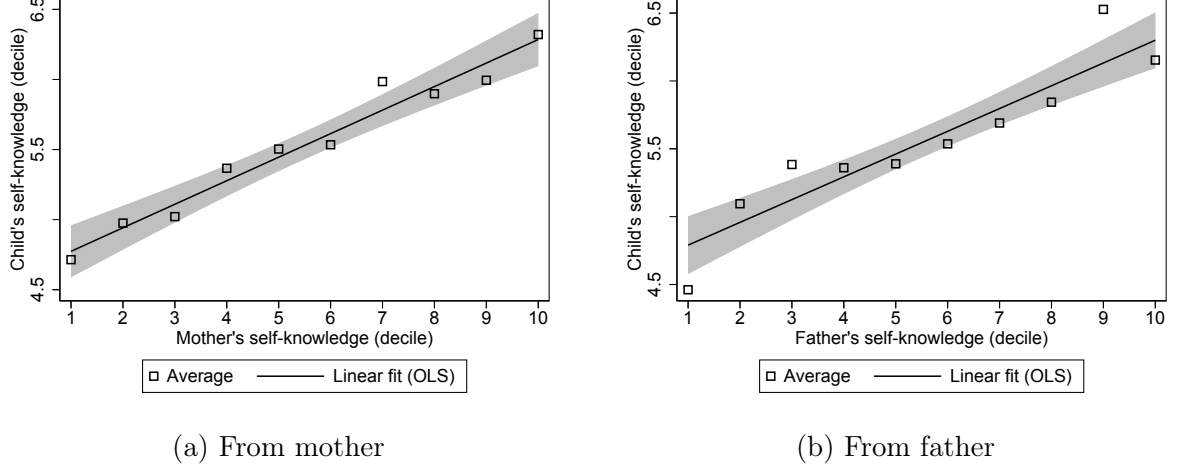 6.5
5.5
4.5
Child's self-knowledge (decile)
1 2 3 4 5 6 7 8 9 10
Mother's self-knowledge (decile)
Average Linear fit (OLS)
(a) From mother
6.5
5.5
4.5
Child's self-knowledge (decile)
1 2 3 4 5 6 7 8 9 10
Father's self-knowledge (decile)
Average Linear fit (OLS)
(b) From father